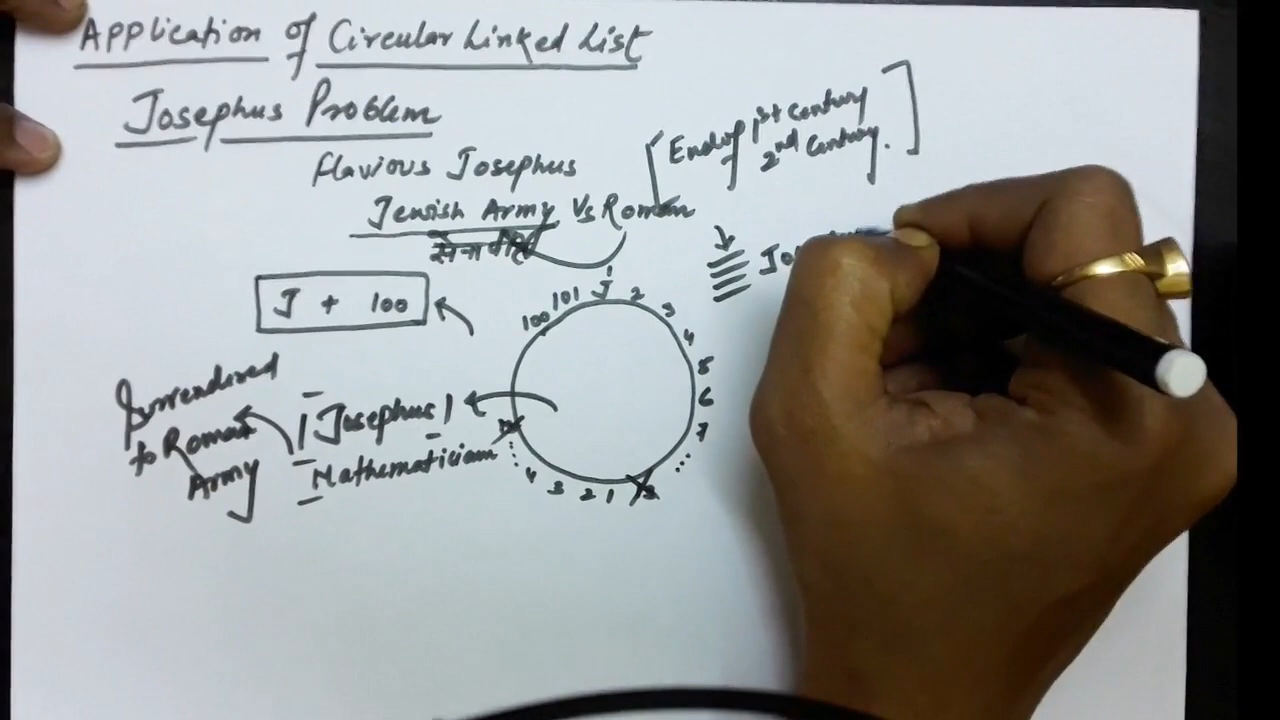 Application of Circular Linked List
Josephus Problem
Flavious Josephus
End of 1st Century
2nd Century.
Jewish Army Vs Roman
J + 100
100 101 J 2 3 4 5 6 7
1
Josephus
Mathematician
Surrendired
to Roman
Army
4 3 2 1